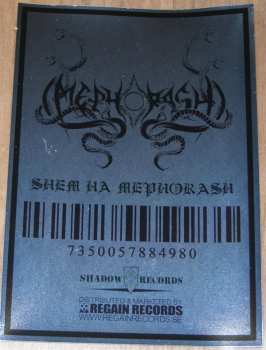 MEPHORASH
SHEM HA MEPHORASH
7350057884980
SHADOW RECORDS
DISTRIBUTED & MARKETED BY
REGAIN RECORDS
WWW.REGAINRECORDS.SE